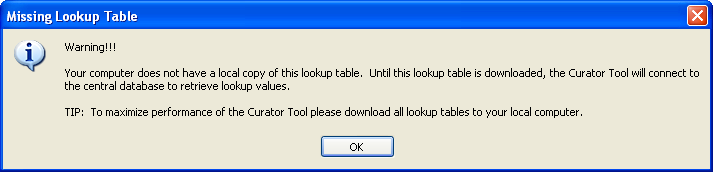 Missing Lookup Table
Warning!!!
Your computer does not have a local copy of this lookup table.  Until this lookup table is downloaded, the Curator Tool will connect to
the central database to retrieve lookup values.
TIP:  To maximize performance of the Curator Tool please download all lookup tables to your local computer.
OK